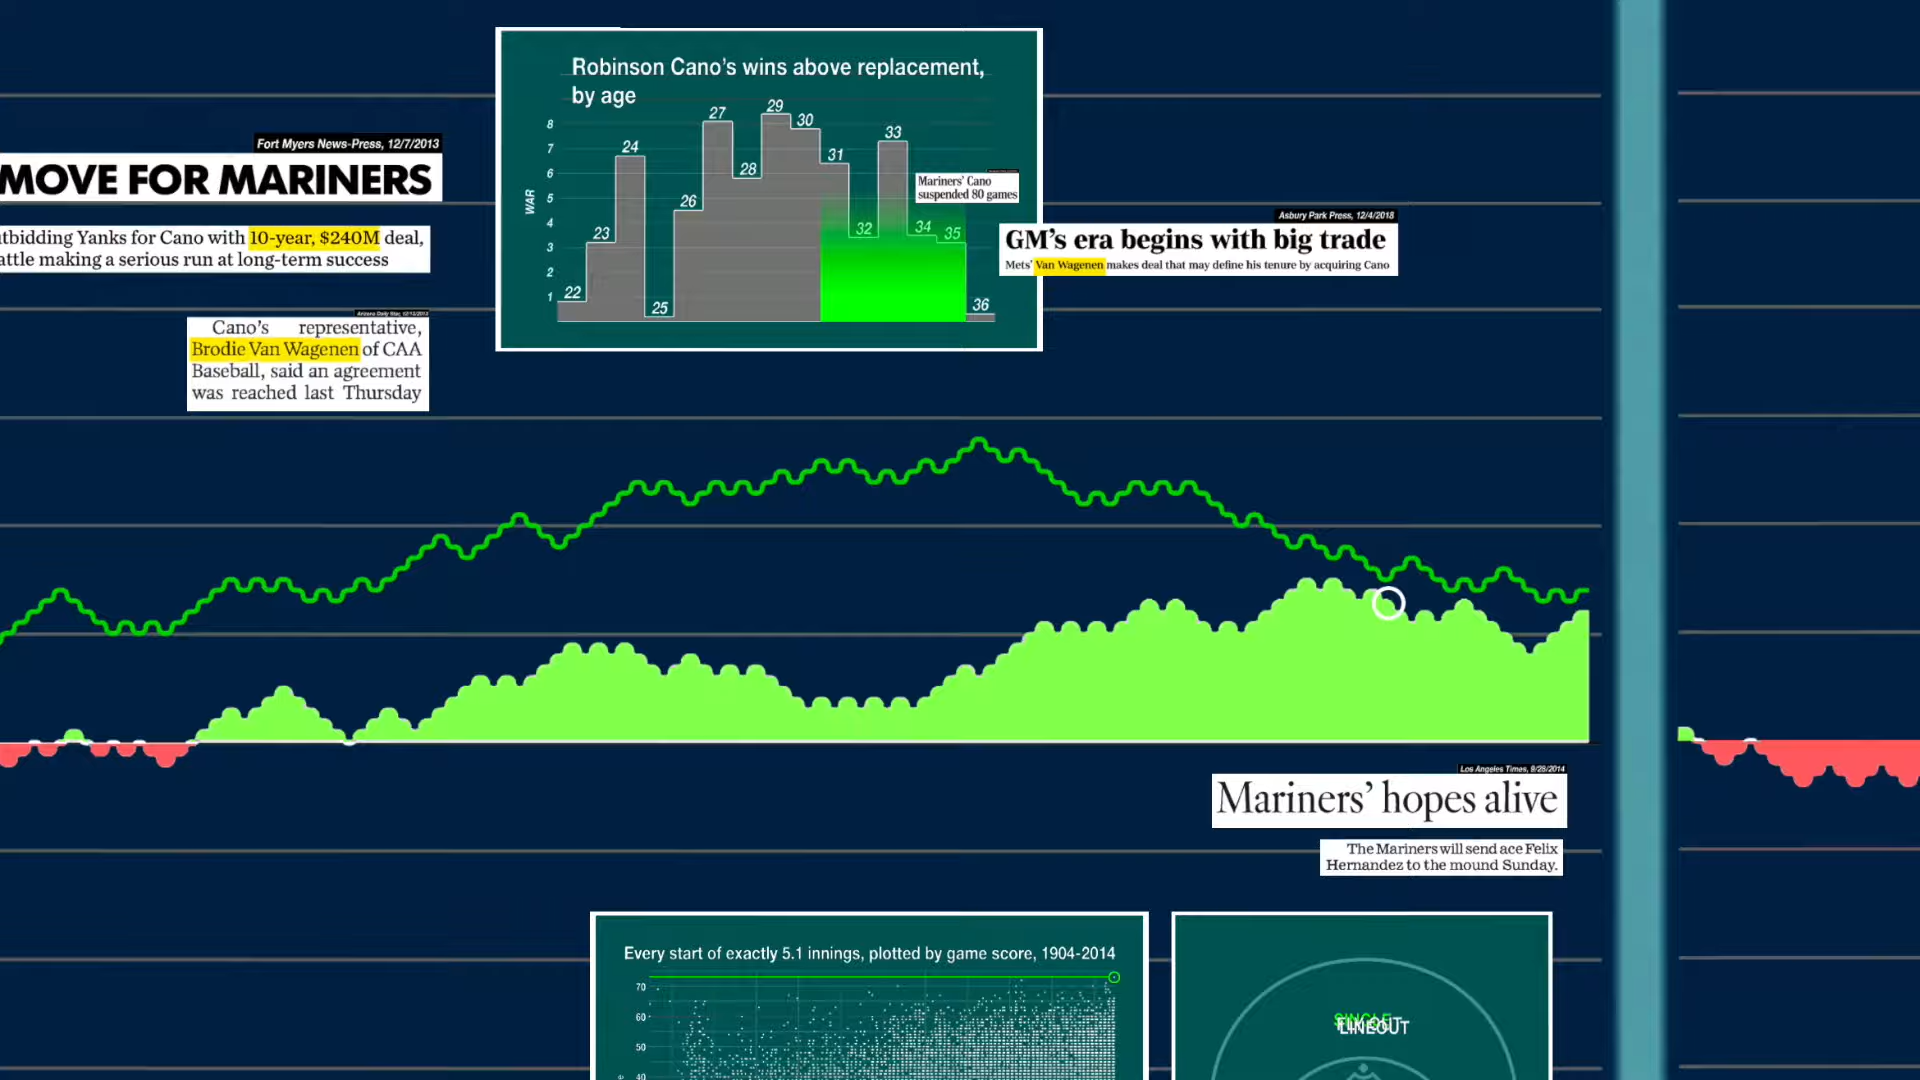 Fort Myers News-Press, 12/7/2013
MOVE FOR MARINERS
tbidding Yanks for Cano with 10-year, $240M deal,
attle making a serious run at long-term success
Cano's representative,
Brodie Van Wagenen of CAA
Baseball, said an agreement
was reached last Thursday
Robinson Cano's wins above replacement,
by age
WAR
8
7
6
5
4
3
2
1
22
23
24
25
26
27
28
29
30
31
32
33
34
35
36
Mariners' Cano
suspended 80 games
Asbury Park Press, 12/4/2018
GM's era begins with big trade
Mets' Van Wagenen makes deal that may define his tenure by acquiring Cano
Los Angeles Times, 9/28/2014
Mariners' hopes alive
The Mariners will send ace Felix
Hernandez to the mound Sunday.
Every start of exactly 5.1 innings, plotted by game score, 1904-2014
70
60
50
40
SINGLE
LINEOUT